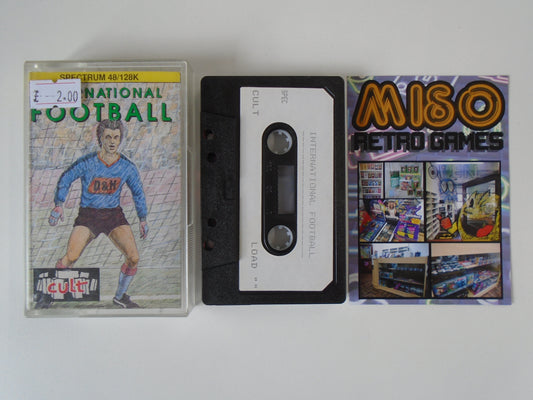 SPECTRUM 48/128K
£ 2.00
INTERNATIONAL
FOOTBALL
D&H
cult
CULT
INTERNATIONAL FOOTBALL
LOAD ""
MISO
RETRO GAMES